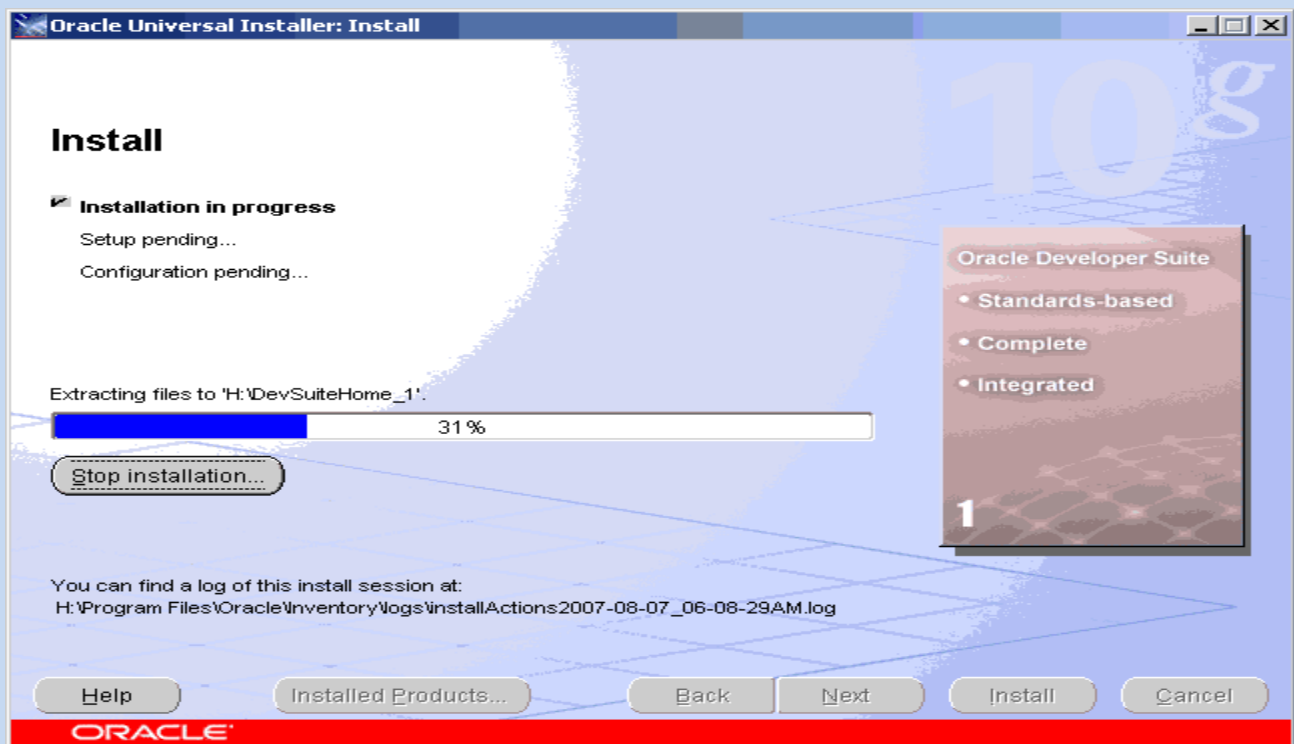 Oracle Universal Installer: Install
10g
Install
Installation in progress
Setup pending...
Configuration pending...
Oracle Developer Suite
• Standards-based
• Complete
• Integrated
1
Extracting files to 'H:\DevSuiteHome_1'.
31%
Stop installation...
You can find a log of this install session at:
H:\Program Files\Oracle\Inventory\logs\installActions2007-08-07_06-08-29AM.log
Help Installed Products... Back Next Install Cancel
ORACLE